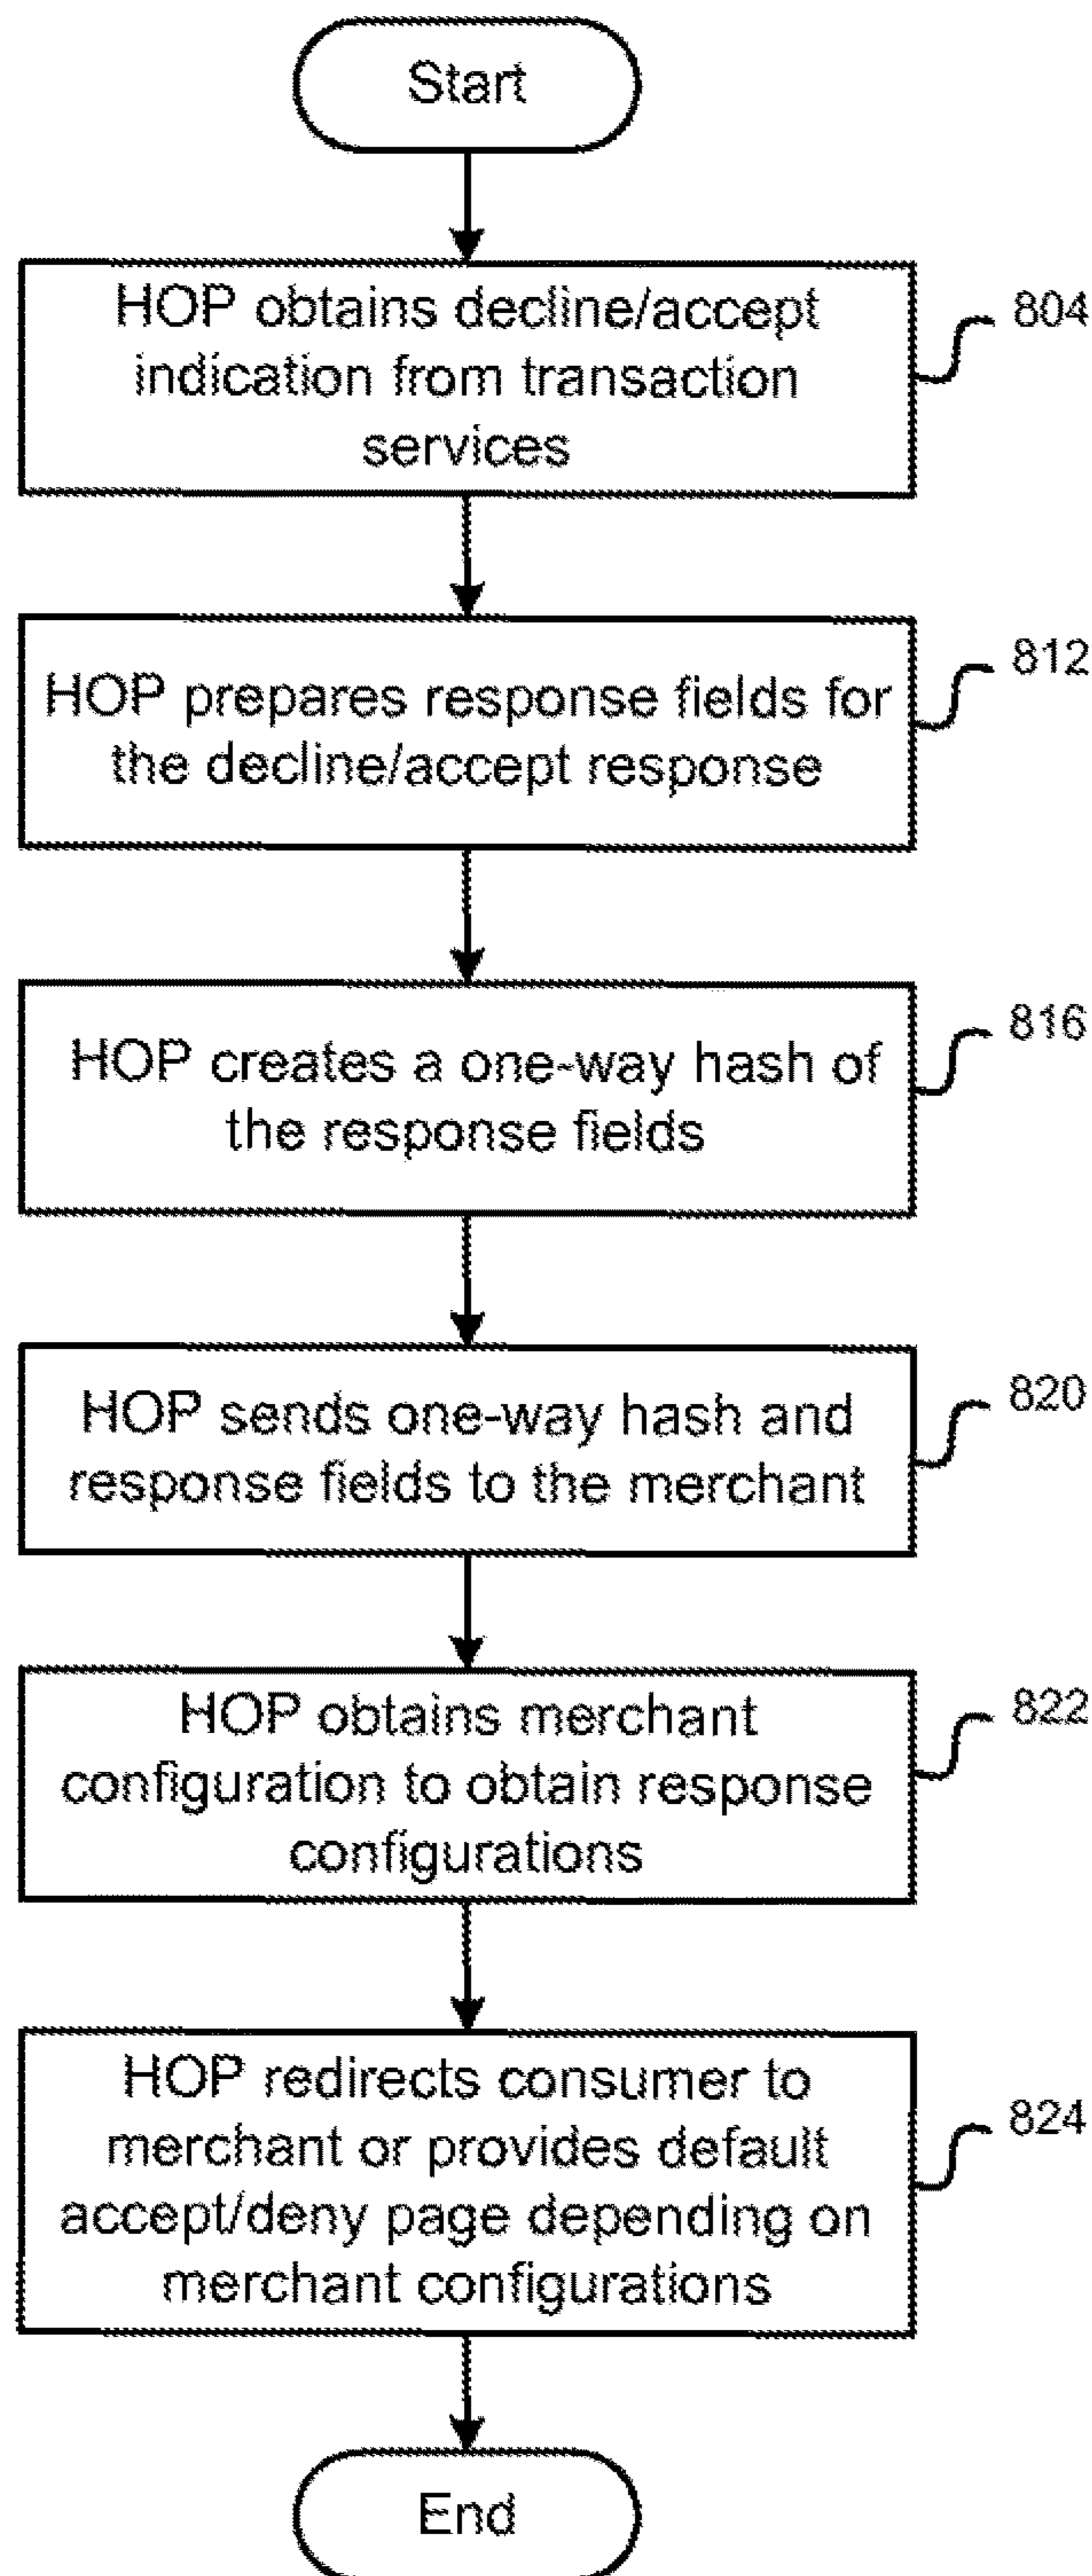 Start
HOP obtains decline/accept
indication from transaction
services
804
HOP prepares response fields for
the decline/accept response
812
HOP creates a one-way hash of
the response fields
816
HOP sends one-way hash and
response fields to the merchant
820
HOP obtains merchant
configuration to obtain response
configurations
822
HOP redirects consumer to
merchant or provides default
accept/deny page depending on
merchant configurations
824
End